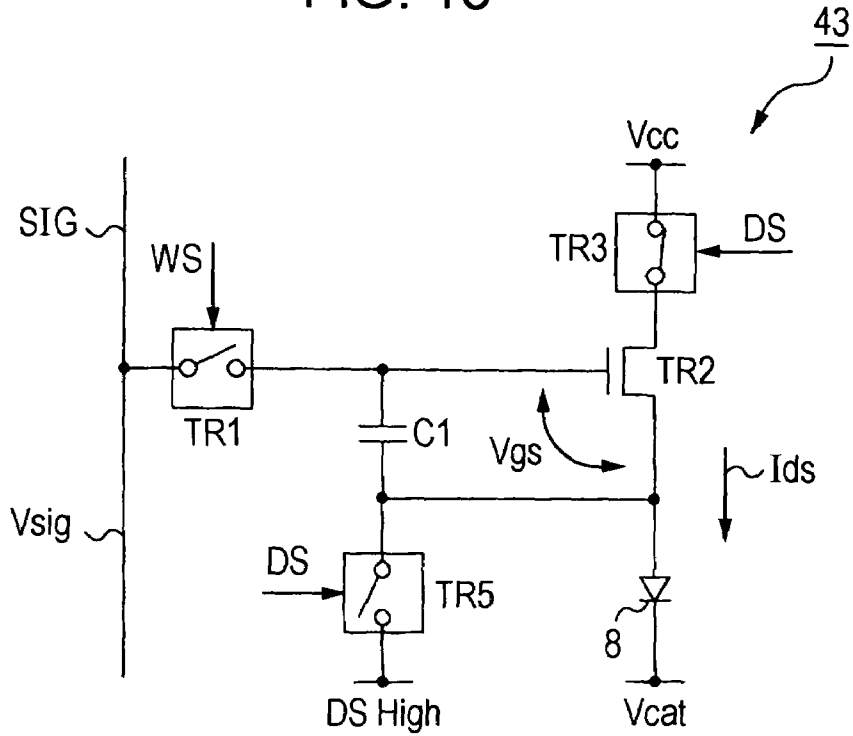 43
Vcc
SIG
TR3
DS
WS
TR2
TR1
C1
Vgs
Ids
Vsig
DS
TR5
8
DS High
Vcat